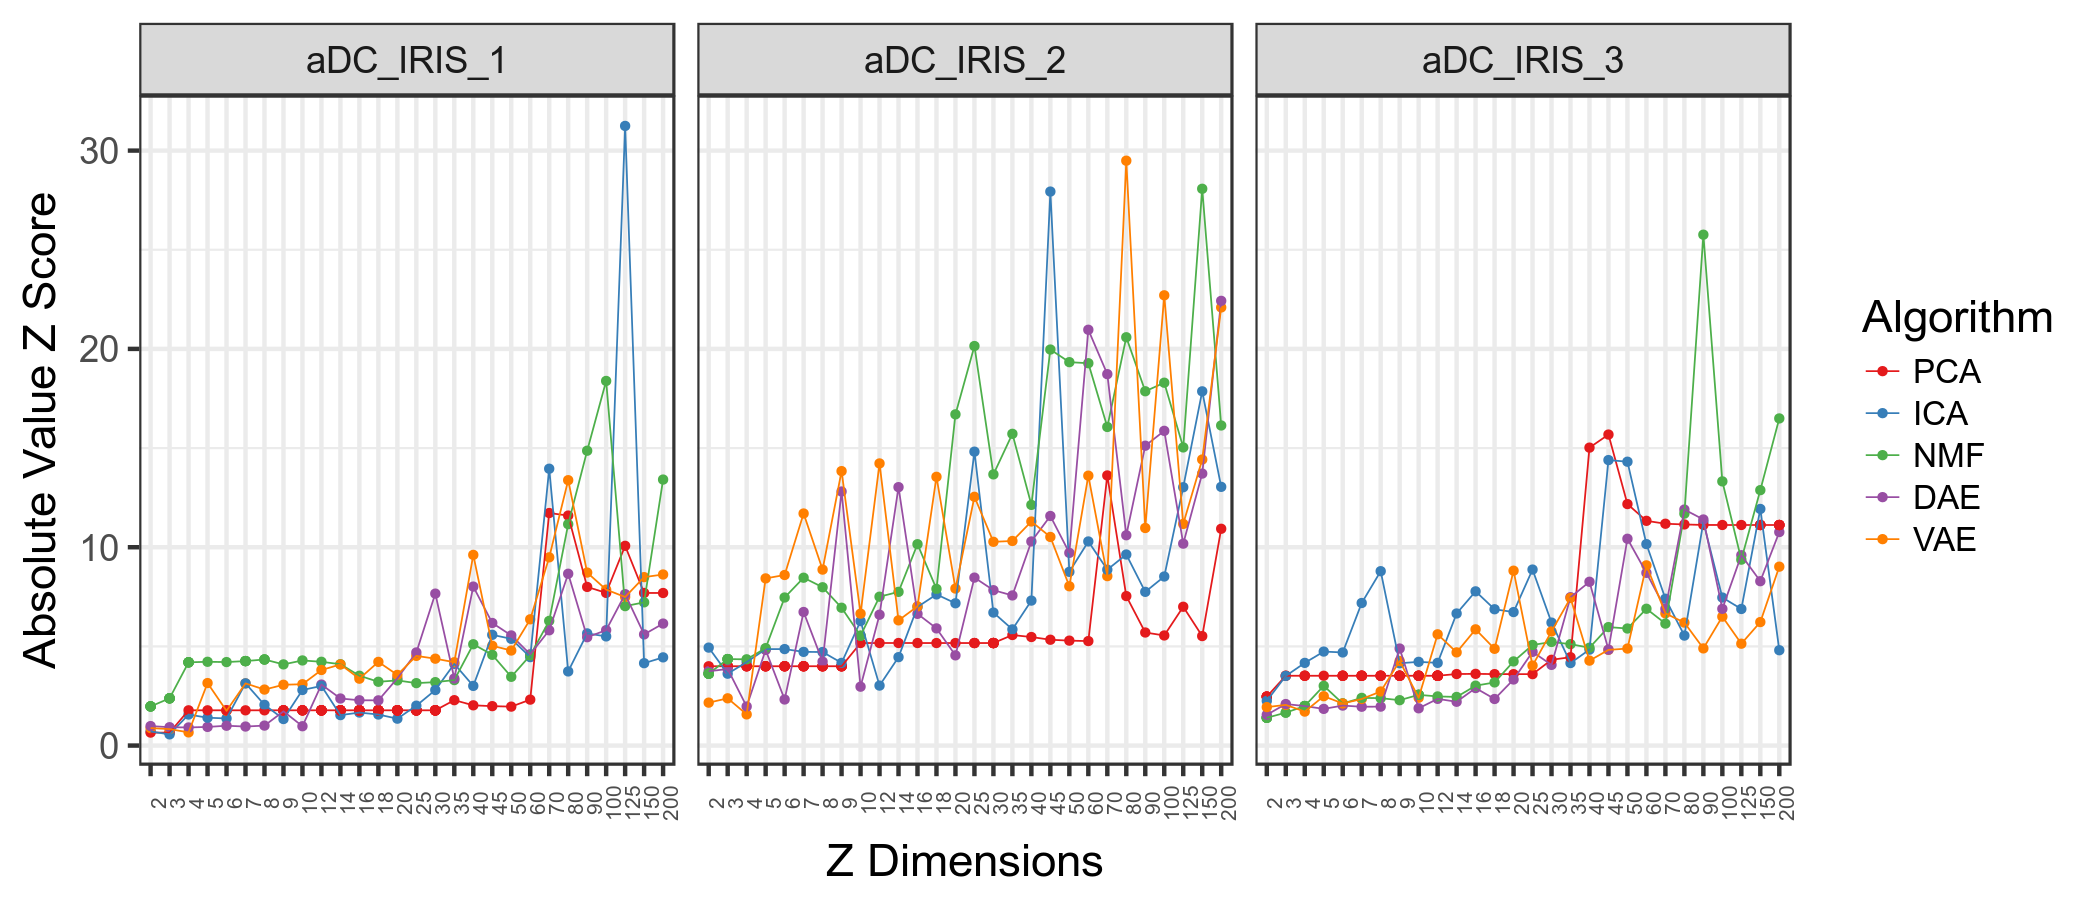 aDC_IRIS_1 aDC_IRIS_2 aDC_IRIS_3
Absolute Value Z Score
30
20
10
0
2 3 4 5 6 7 8 9 10 12 14 16 18 20 25 30 35 40 45 50 60 70 80 90 100 125 150 200
2 3 4 5 6 7 8 9 10 12 14 16 18 20 25 30 35 40 45 50 60 70 80 90 100 125 150 200
2 3 4 5 6 7 8 9 10 12 14 16 18 20 25 30 35 40 45 50 60 70 80 90 100 125 150 200
Z Dimensions
Algorithm
PCA
ICA
NMF
DAE
VAE